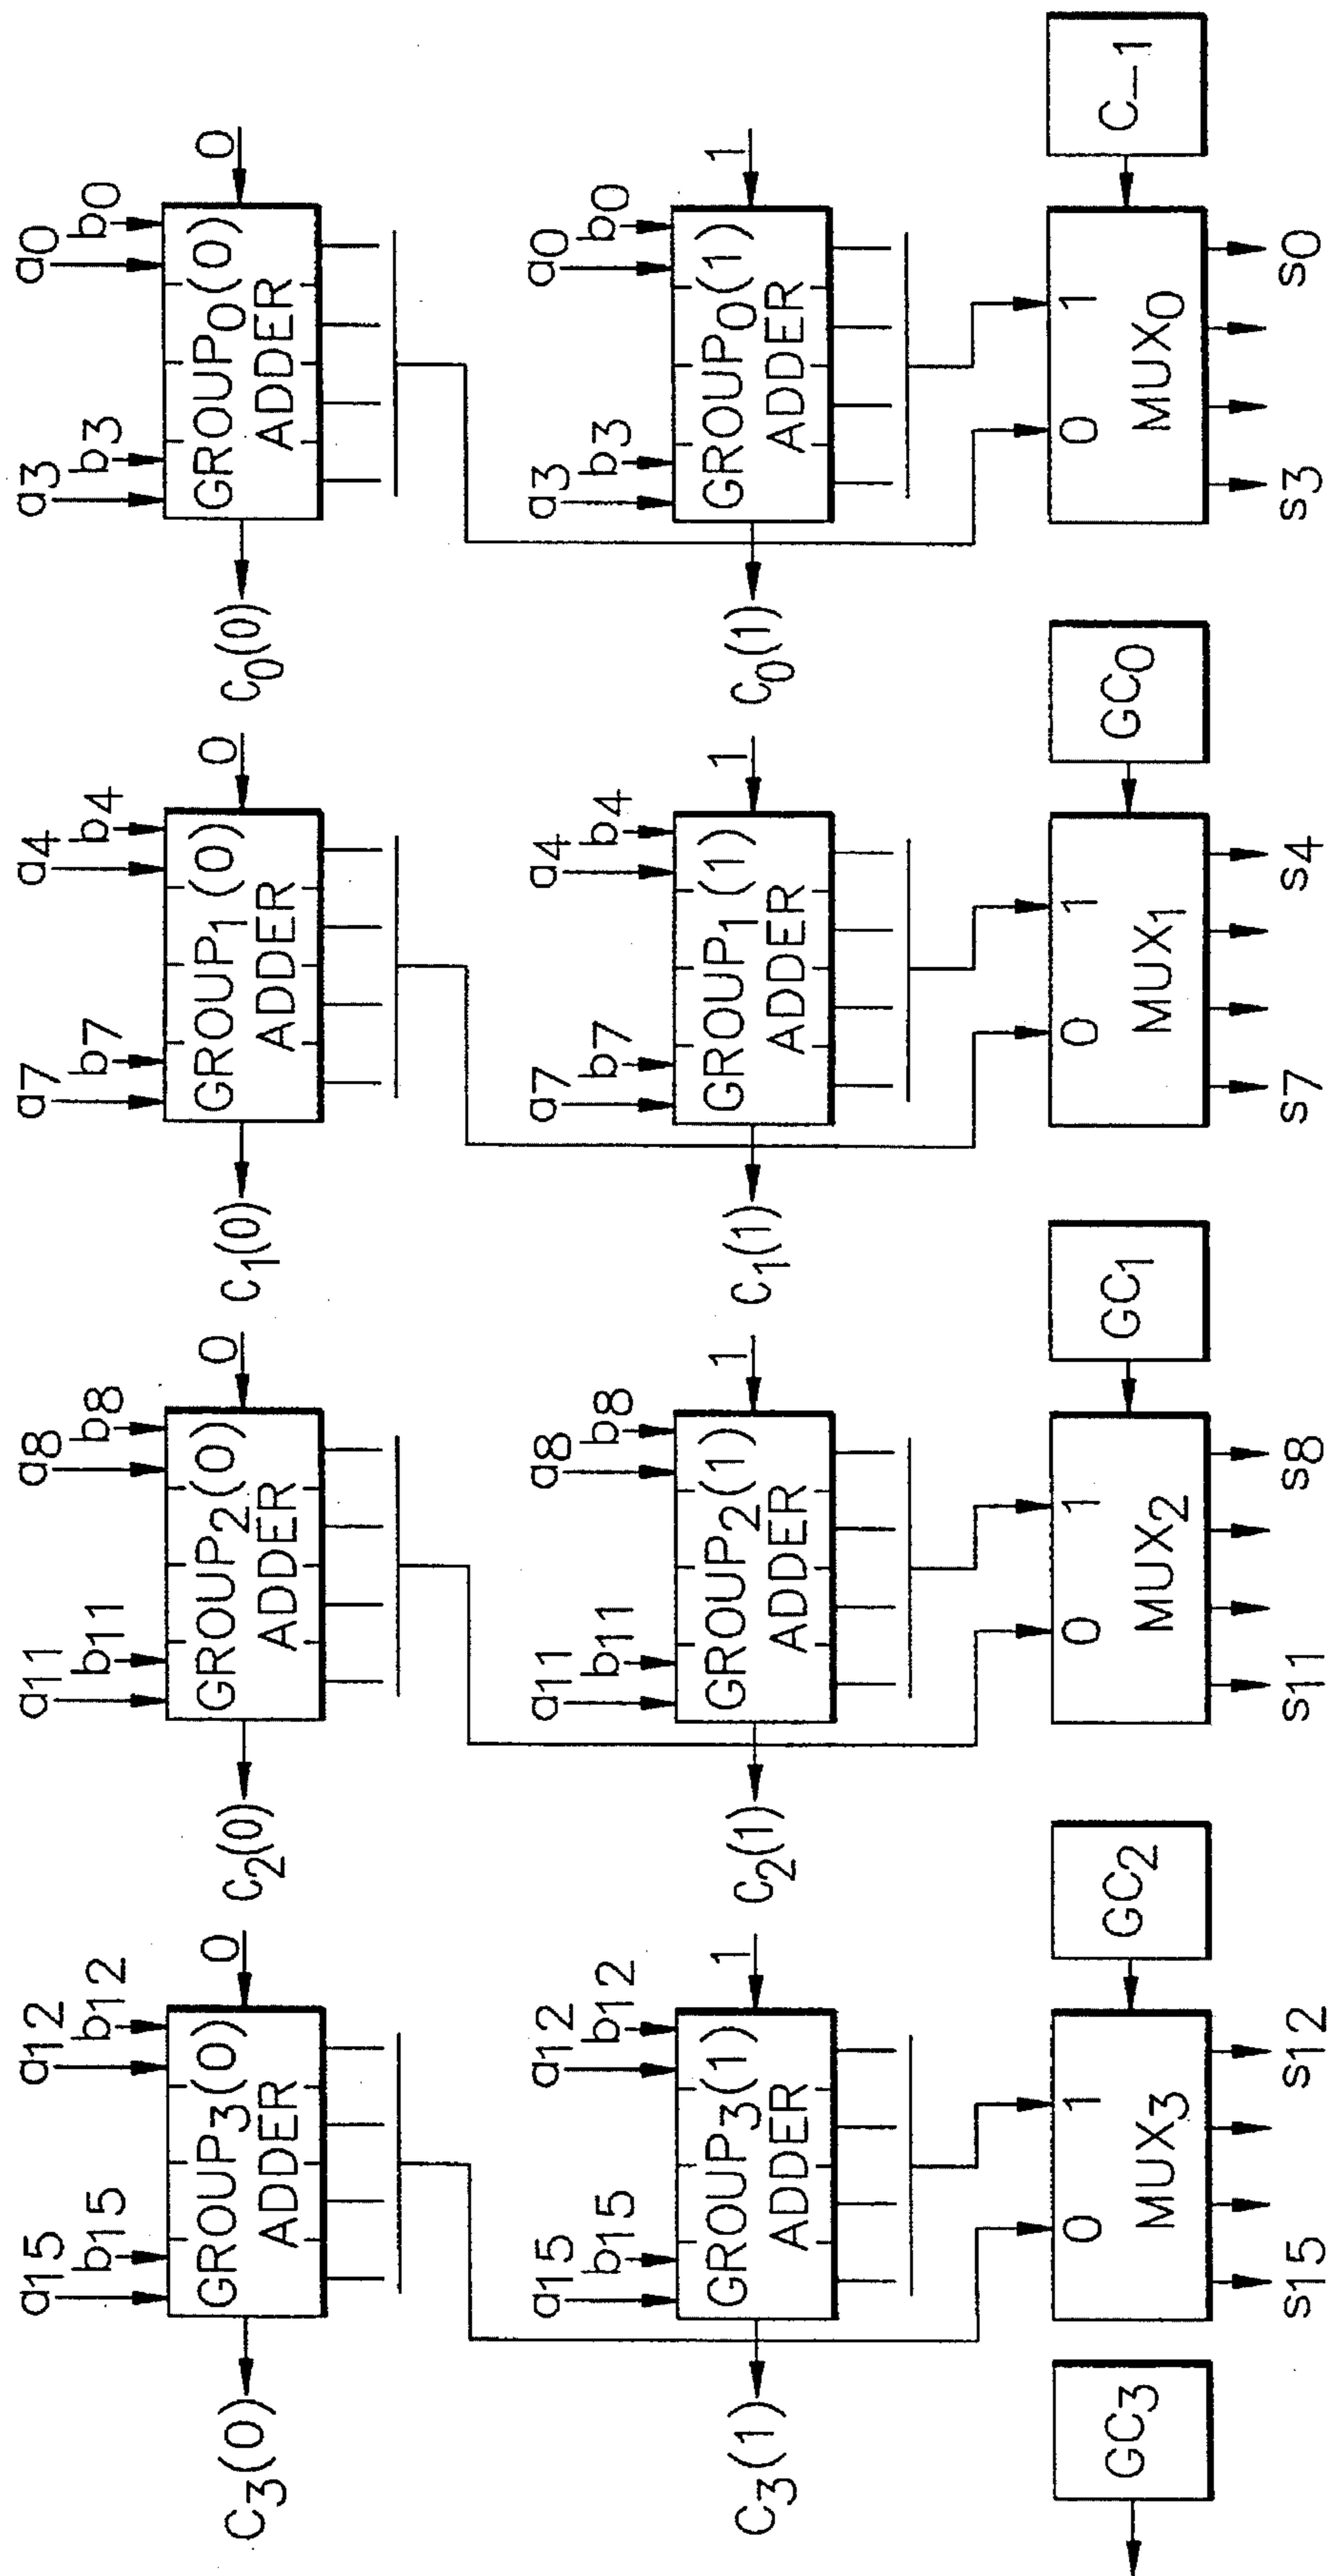 a15 a12 a11 a8 a7 a4 a3 a0
b15 b12 b11 b8 b7 b4 b3 b0
GROUP₃(0) 0 GROUP₂(0) 0 GROUP₁(0) 0 GROUP₀(0) 0
C₃(0) C₂(0) C₁(0) C₀(0)
ADDER ADDER ADDER ADDER
a15 a12 a11 a8 a7 a4 a3 a0
b15 b12 b11 b8 b7 b4 b3 b0
GROUP₃(1) 1 GROUP₂(1) 1 GROUP₁(1) 1 GROUP₀(1) 1
C₃(1) C₂(1) C₁(1) C₀(1)
ADDER ADDER ADDER ADDER
0 1 0 1 0 1 0 1
GC₃ GC₂ GC₁ GC₀ C₋₁
MUX₃ MUX₂ MUX₁ MUX₀
s15 s12 s11 s8 s7 s4 s3 s0